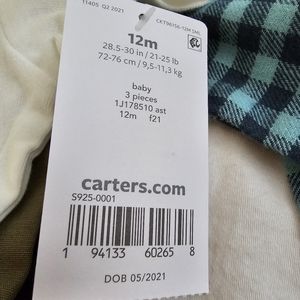 11405 Q2 2021
CKT96156-12M SML
12m
28.5-30 in / 21-25 lb
72-76 cm / 9,5-11,3 kg
baby
3 pieces
1J178510 ast
12m f21
carters.com
S925-0001
1 94133 60265 8
DOB 05/2021